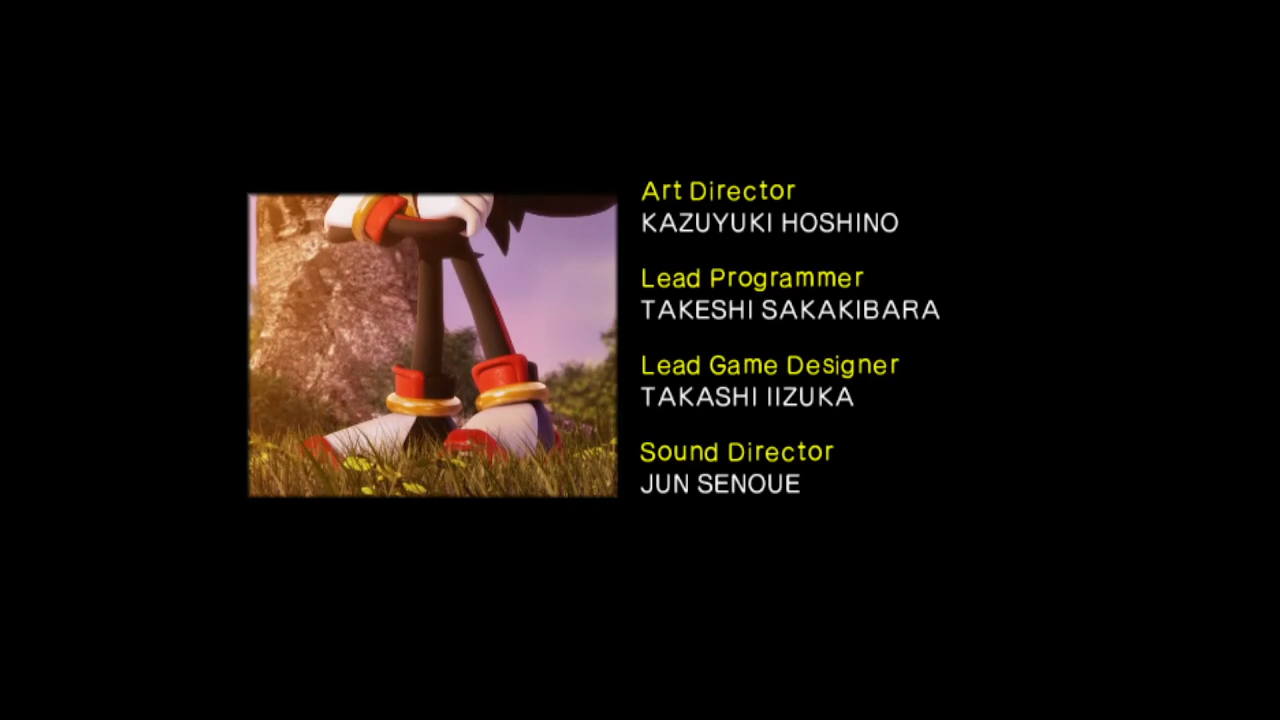 Art Director
KAZUYUKI HOSHINO
Lead Programmer
TAKESHI SAKAKIBARA
Lead Game Designer
TAKASHI IIZUKA
Sound Director
JUN SENOUE